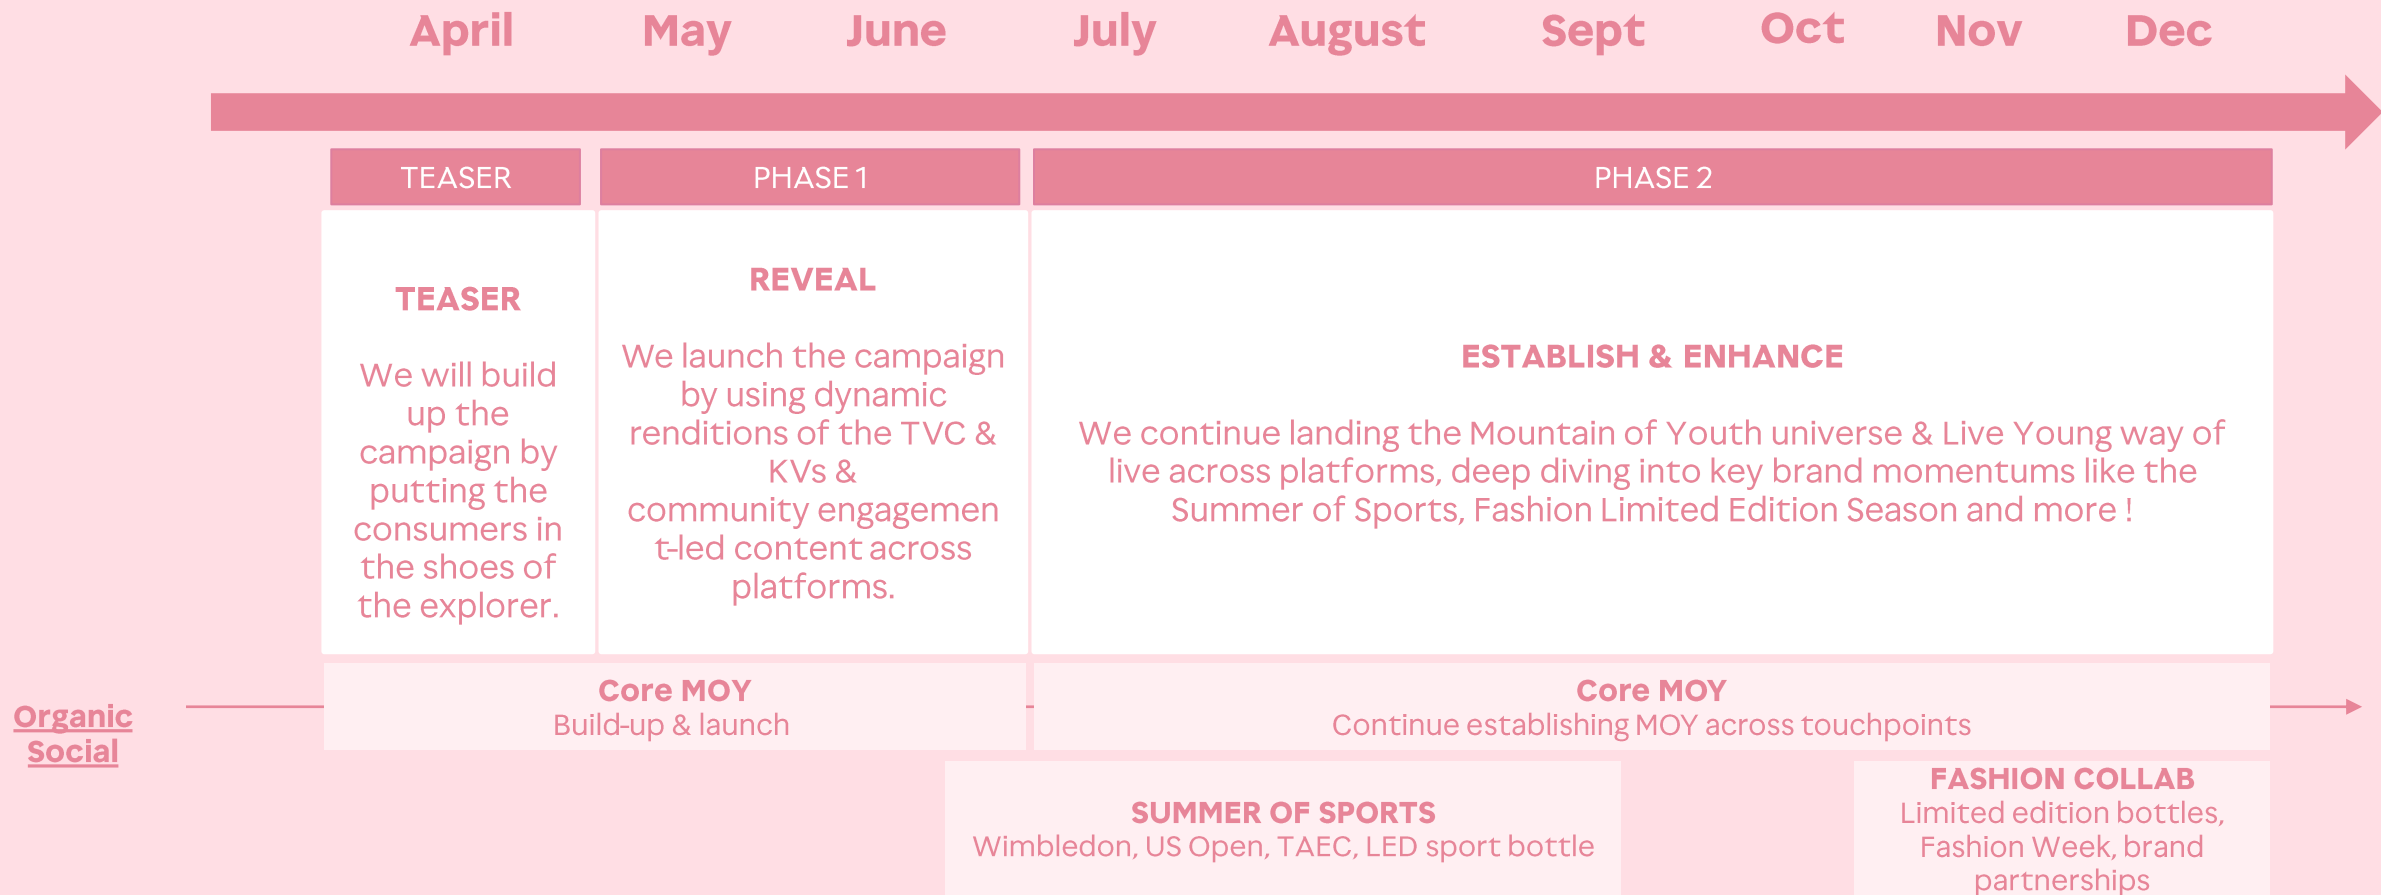 April May June July August Sept Oct Nov Dec
TEASER
PHASE 1
PHASE 2
TEASER
We will build
up the
campaign by
putting the
consumers in
the shoes of
the explorer.
REVEAL
We launch the campaign
by using dynamic
renditions of the TVC &
KVs &
community engagemen
t-led content across
platforms.
ESTABLISH & ENHANCE
We continue landing the Mountain of Youth universe & Live Young way of
live across platforms, deep diving into key brand momentums like the
Summer of Sports, Fashion Limited Edition Season and more !
Organic
Social
Core MOY
Build-up & launch
Core MOY
Continue establishing MOY across touchpoints
SUMMER OF SPORTS
Wimbledon, US Open, TAEC, LED sport bottle
FASHION COLLAB
Limited edition bottles,
Fashion Week, brand
partnerships